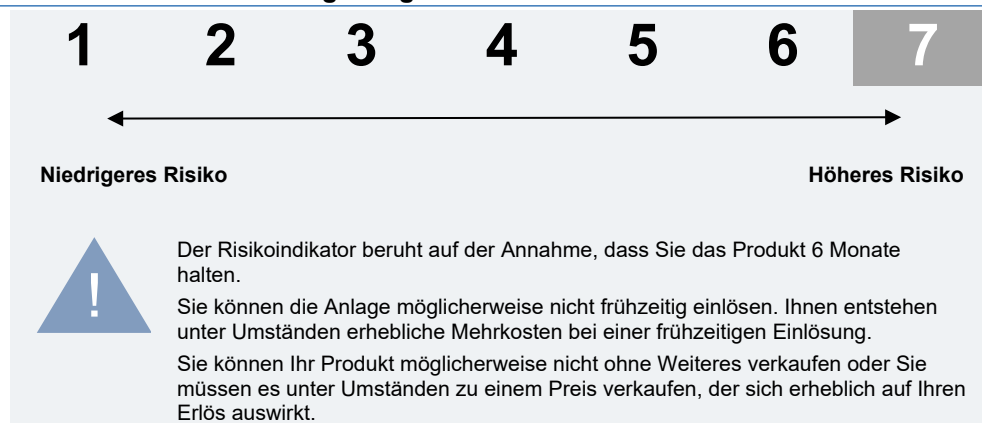 1 2 3 4 5 6 7
Niedrigeres Risiko Höheres Risiko
!
Der Risikoindikator beruht auf der Annahme, dass Sie das Produkt 6 Monate
halten.
Sie können die Anlage möglicherweise nicht frühzeitig einlösen. Ihnen entstehen
unter Umständen erhebliche Mehrkosten bei einer frühzeitigen Einlösung.
Sie können Ihr Produkt möglicherweise nicht ohne Weiteres verkaufen oder Sie
müssen es unter Umständen zu einem Preis verkaufen, der sich erheblich auf Ihren
Erlös auswirkt.